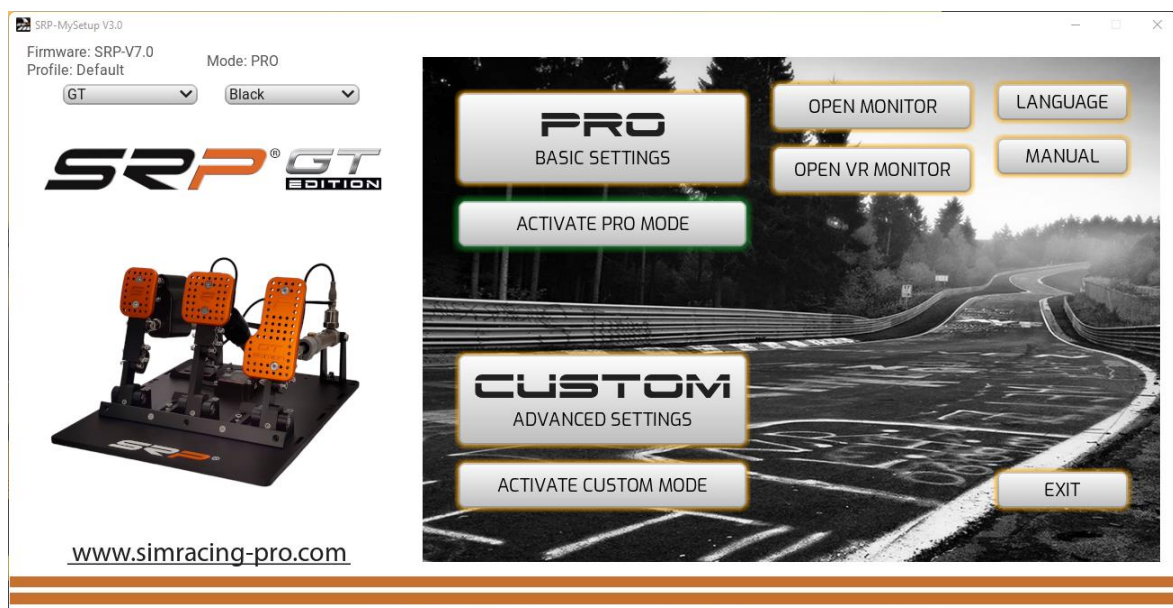 SRP-MySetup V3.0
Firmware: SRP-V7.0
Profile: Default
Mode: PRO
GT
Black
SRP® GT
EDITION
SRP®
www.simracing-pro.com
PRO
BASIC SETTINGS
ACTIVATE PRO MODE
OPEN MONITOR
OPEN VR MONITOR
LANGUAGE
MANUAL
CUSTOM
ADVANCED SETTINGS
ACTIVATE CUSTOM MODE
EXIT